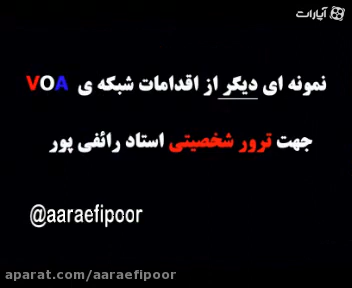 آپارات
نمونه ای دیگر از اقدامات شبکه ی VOA
جهت ترور شخصیتی استاد رائفی پور
@aaraefipoor
aparat.com/aaraefipoor